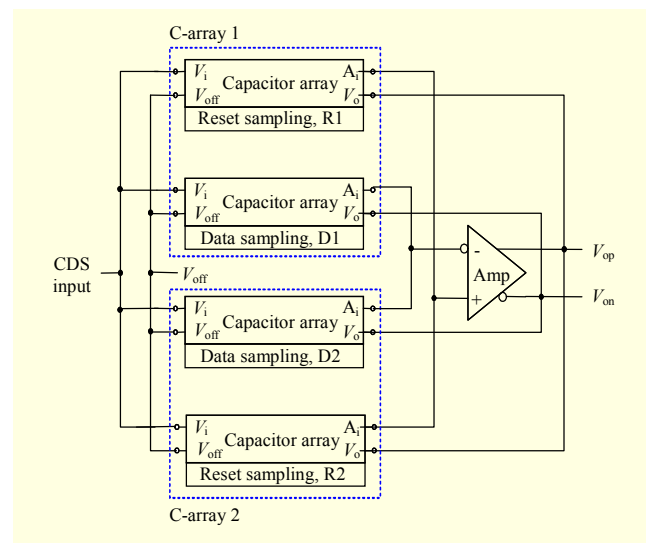 C-array 1
Vi
Capacitor array
Ai
Voff
Vo
Reset sampling, R1
Vi
Capacitor array
Ai
Voff
Vo
Data sampling, D1
CDS
input
Voff
-
Amp
+
Vop
Von
Vi
Capacitor array
Ai
Voff
Vo
Data sampling, D2
Vi
Capacitor array
Ai
Voff
Vo
Reset sampling, R2
C-array 2